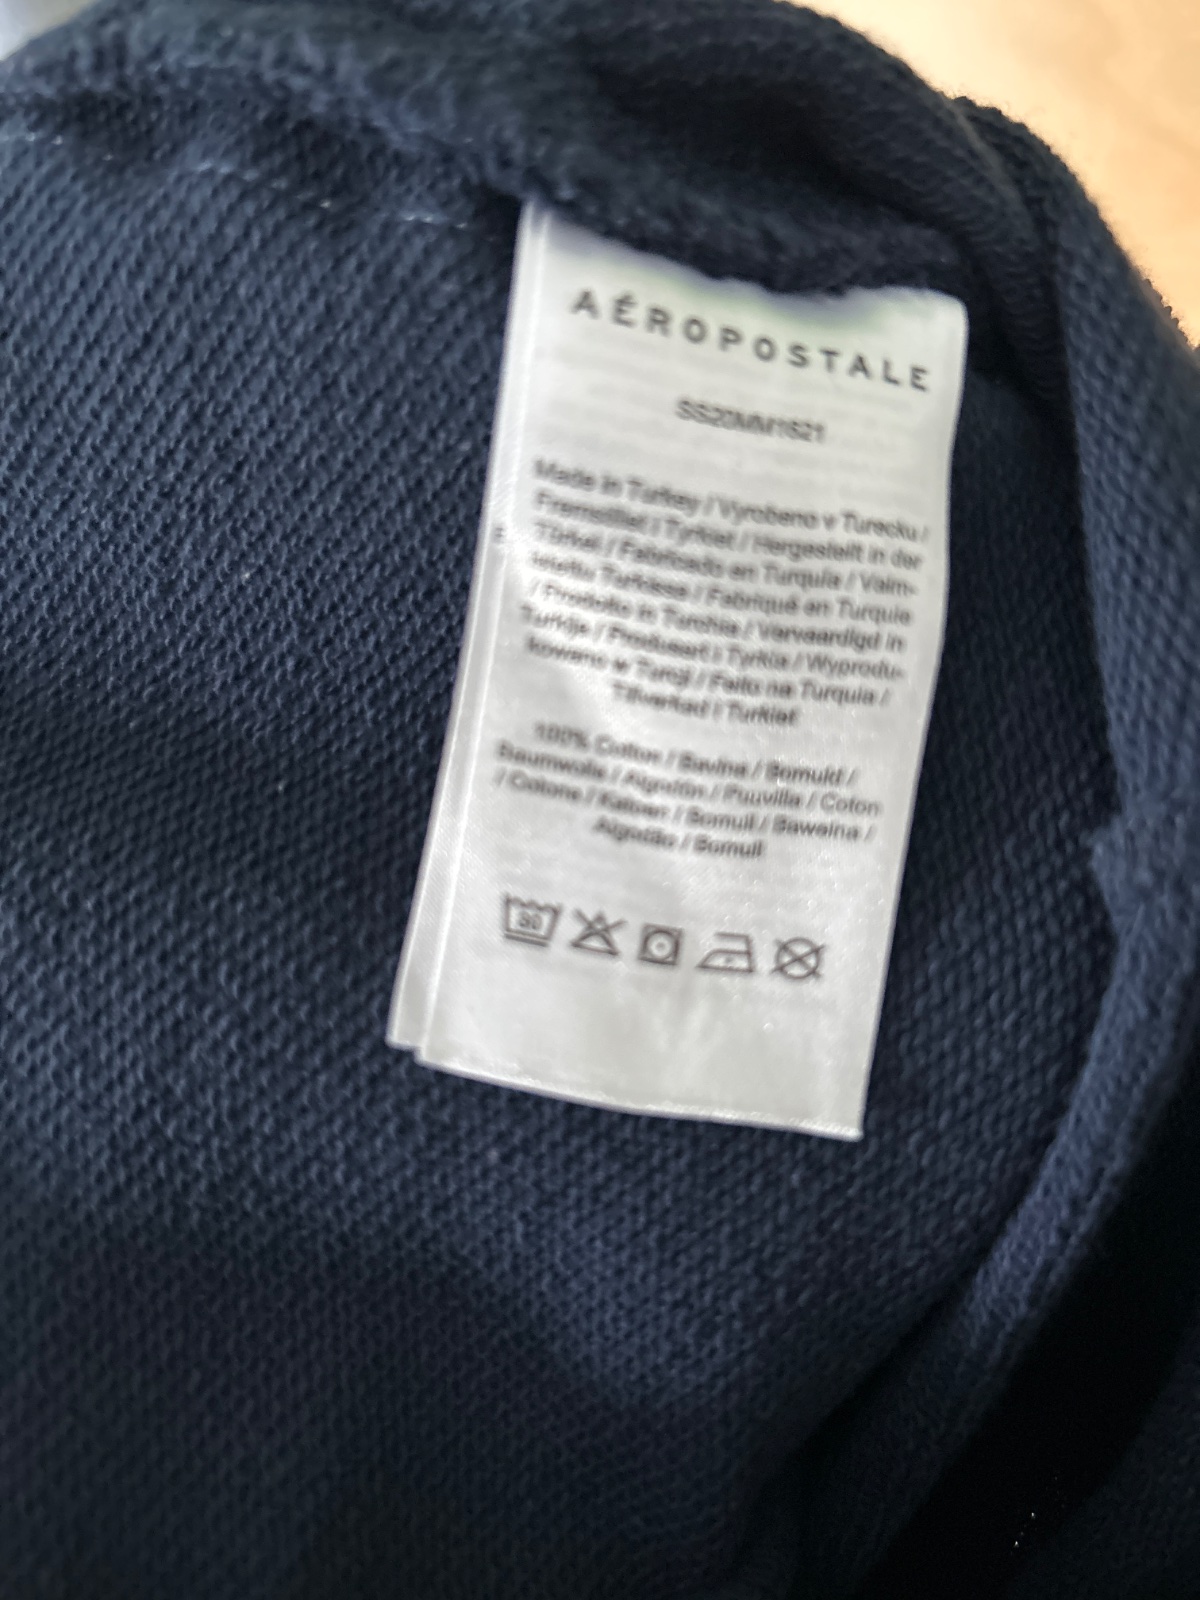 AÉROPOSTALE
SS20MM1621
Made in Turkey / Vyrobeno v Turecku /
Fremstillet i Tyrkiet / Hergestellt in der
Türkei / Fabricado en Turquía / Valm-
istettu Turkissa / Fabriqué en Turquie
/ Prodotto in Turchia / Vervaardigd in
Turkije / Produsert i Tyrkia / Wyprodu-
kowano w Turcji / Feito na Turquia /
Tillverkad i Turkiet
100% Cotton / Bavlna / Bomuld /
Baumwolle / Algodón / Puuvilla / Coton
/ Cotone / Katoen / Bomull / Bawełna /
Algodão / Bomull
30